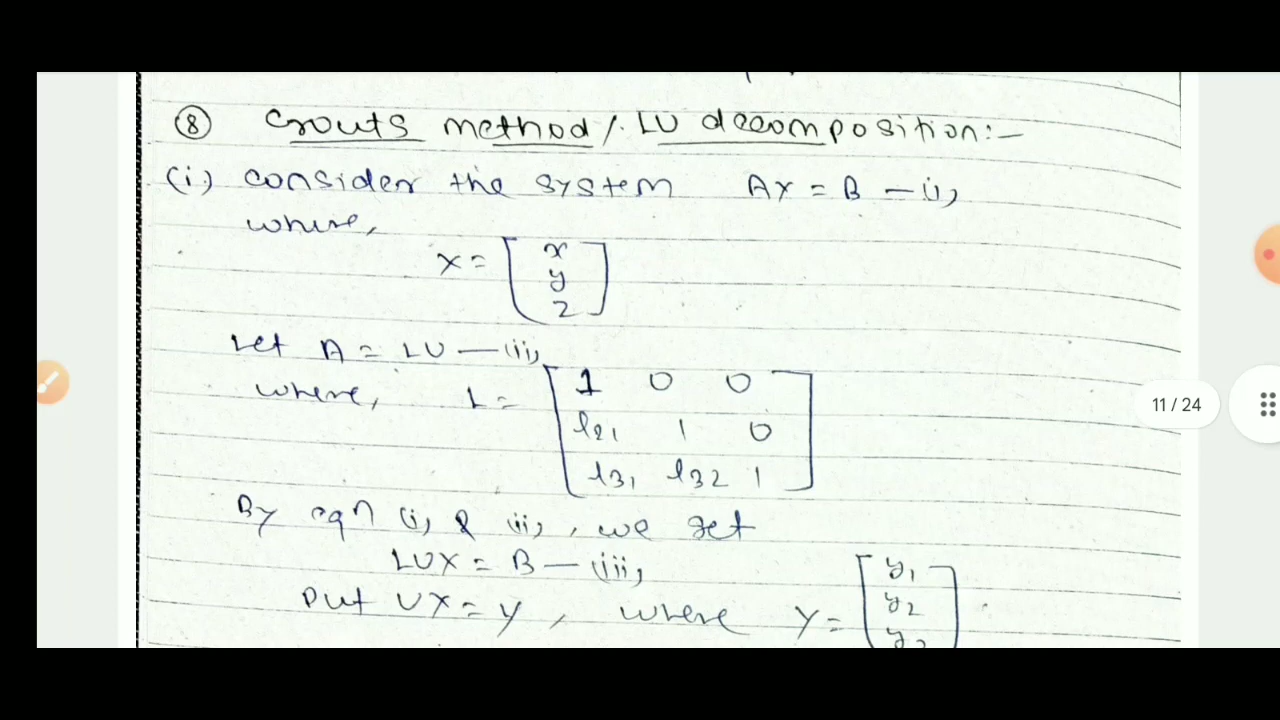 ⑧ Crouts method / LU decomposition:-
(i) consider the system AX = B — (i)
where,
X = [x
y
z]
Let A = LU — (ii)
where, L = [1 0 0
l21 1 0
l31 l32 1]
By eqn (i) & (ii), we get
LUX = B — (iii)
Put UX = Y, where Y = [y1
y2
y3
11 / 24